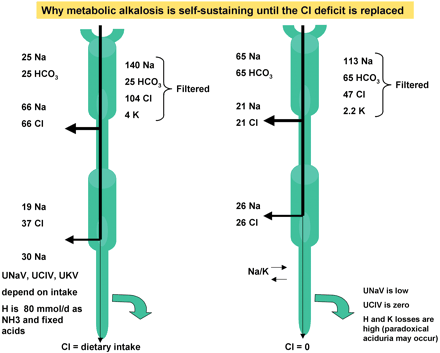 Why metabolic alkalosis is self-sustaining until the Cl deficit is replaced
25 Na
25 HCO3
140 Na
25 HCO3
104 Cl
4 K
Filtered
66 Na
66 Cl
19 Na
37 Cl
30 Na
UNaV, UClV, UKV
depend on intake
H is 80 mmol/d as
NH3 and fixed
acids
Cl = dietary intake
65 Na
65 HCO3
113 Na
65 HCO3
47 Cl
2.2 K
Filtered
21 Na
21 Cl
26 Na
26 Cl
Na/K
UNaV is low
UClV is zero
H and K losses are
high (paradoxical
aciduria may occur)
Cl = 0